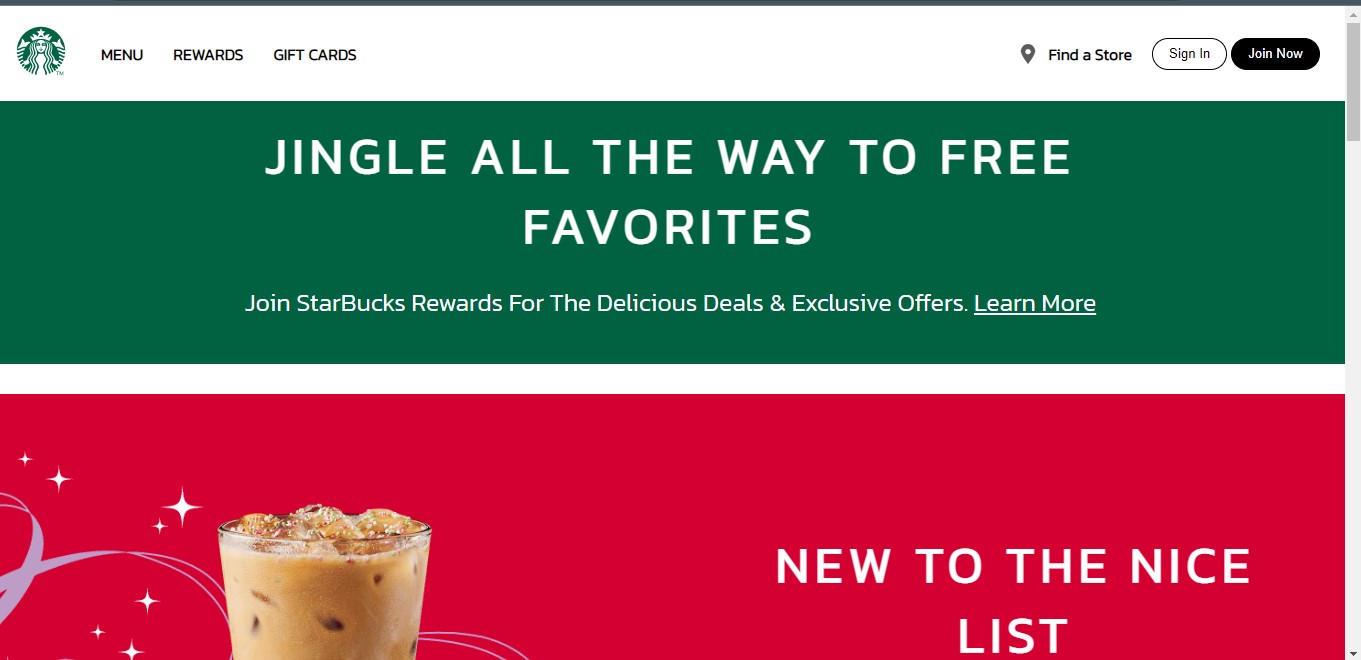 MENU REWARDS GIFT CARDS Find a Store Sign In Join Now
TM
JINGLE ALL THE WAY TO FREE
FAVORITES
Join StarBucks Rewards For The Delicious Deals & Exclusive Offers. Learn More
NEW TO THE NICE
LIST